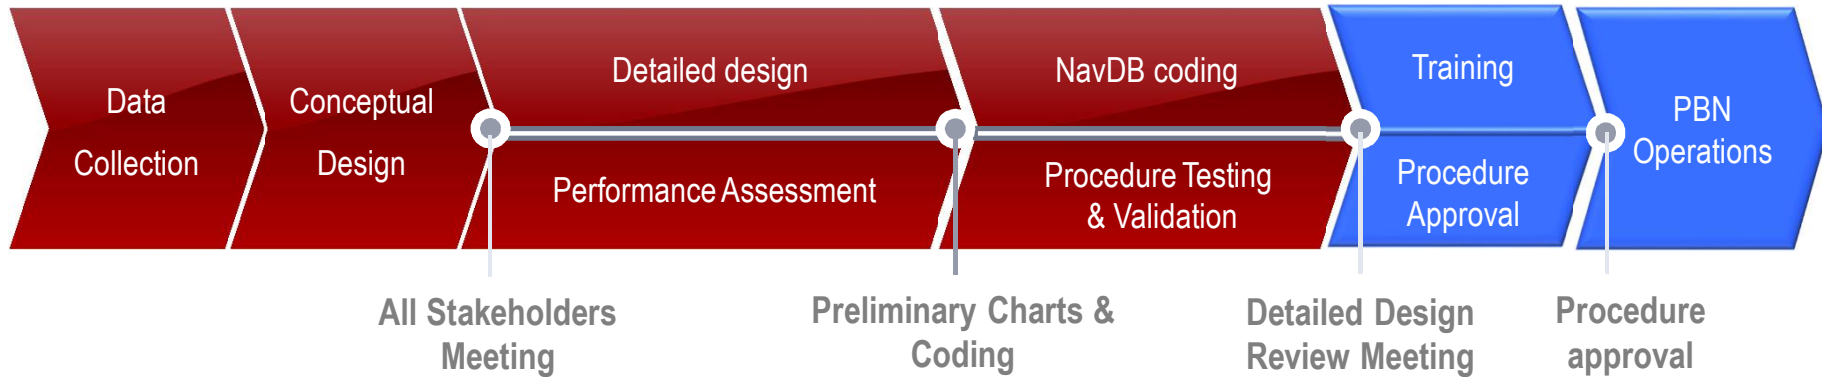 Data
Collection
Conceptual
Design
Detailed design
Performance Assessment
NavDB coding
Procedure Testing
& Validation
Training
Procedure
Approval
PBN
Operations
All Stakeholders
Meeting
Preliminary Charts &
Coding
Detailed Design
Review Meeting
Procedure
approval